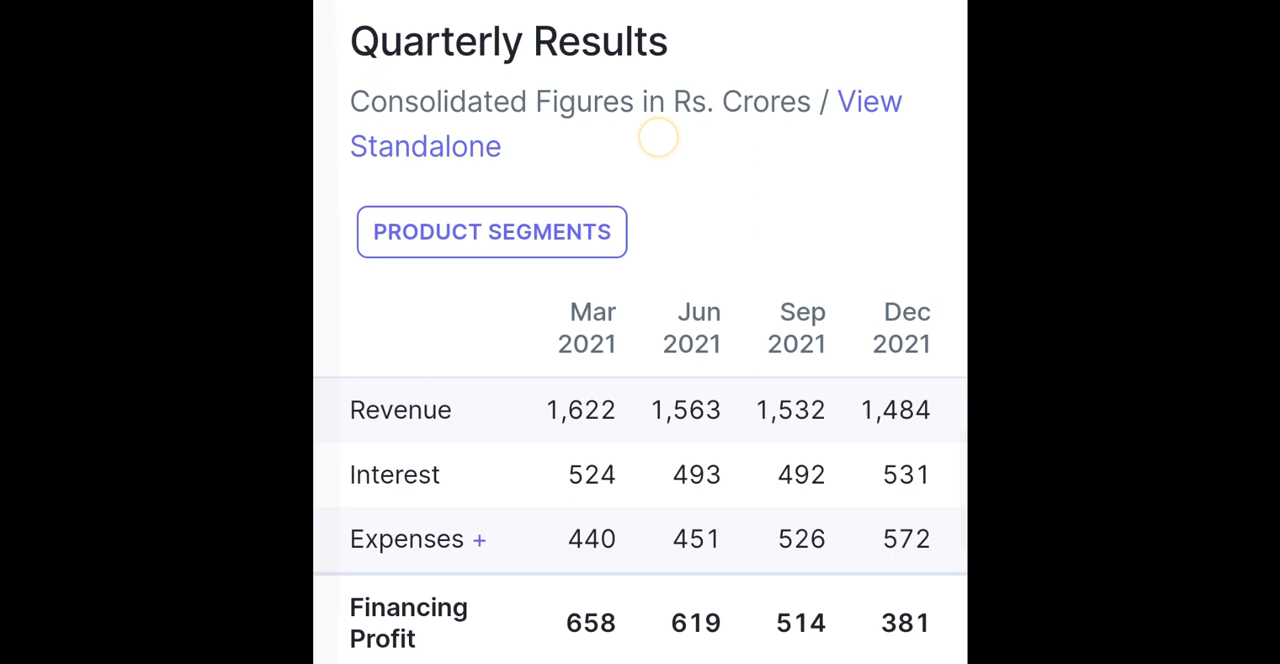 Quarterly Results
Consolidated Figures in Rs. Crores / View
Standalone
PRODUCT SEGMENTS
Mar 2021 Jun 2021 Sep 2021 Dec 2021
Revenue 1,622 1,563 1,532 1,484
Interest 524 493 492 531
Expenses + 440 451 526 572
Financing Profit 658 619 514 381